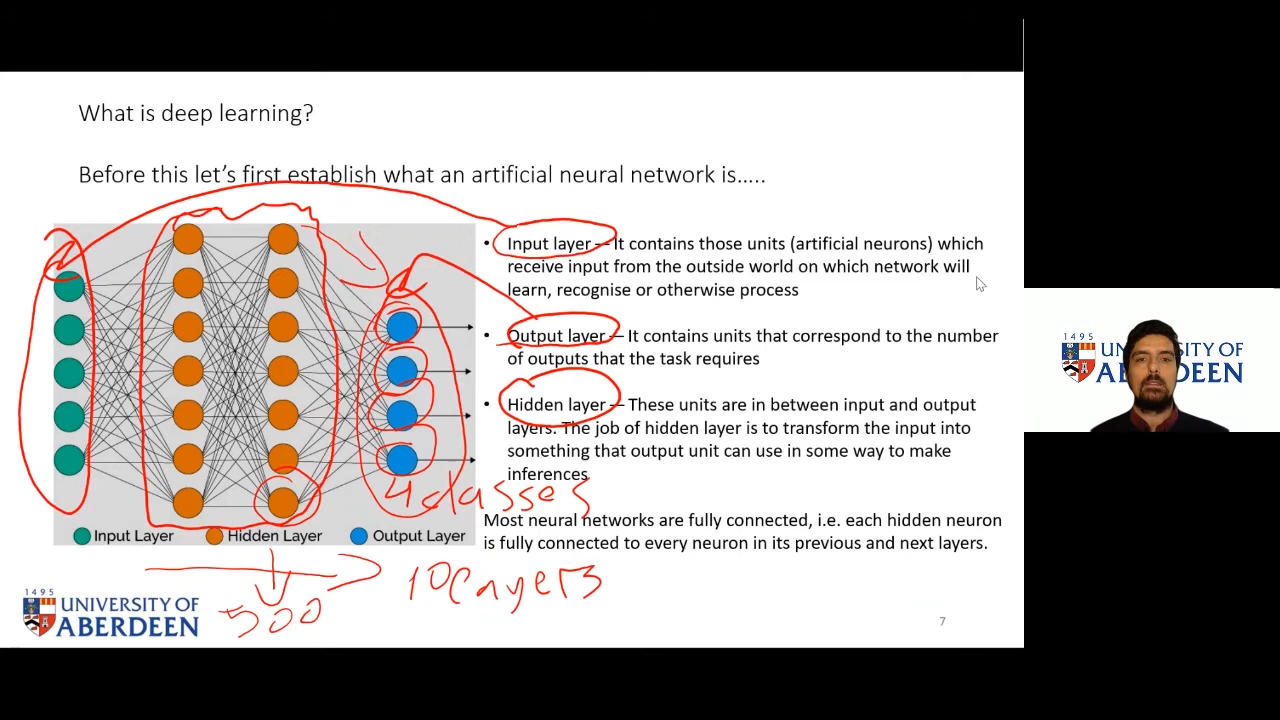 What is deep learning?
Before this let's first establish what an artificial neural network is.....
• Input layer – It contains those units (artificial neurons) which
receive input from the outside world on which network will
learn, recognise or otherwise process
• Output layer – It contains units that correspond to the number
of outputs that the task requires
• Hidden layer – These units are in between input and output
layers. The job of hidden layer is to transform the input into
something that output unit can use in some way to make
inferences
4 classes
Most neural networks are fully connected, i.e. each hidden neuron
is fully connected to every neuron in its previous and next layers.
Input Layer
Hidden Layer
Output Layer
10 layers
500
1495
UNIVERSITY OF
ABERDEEN
7
1495
UNIVERSITY OF
ABERDEEN